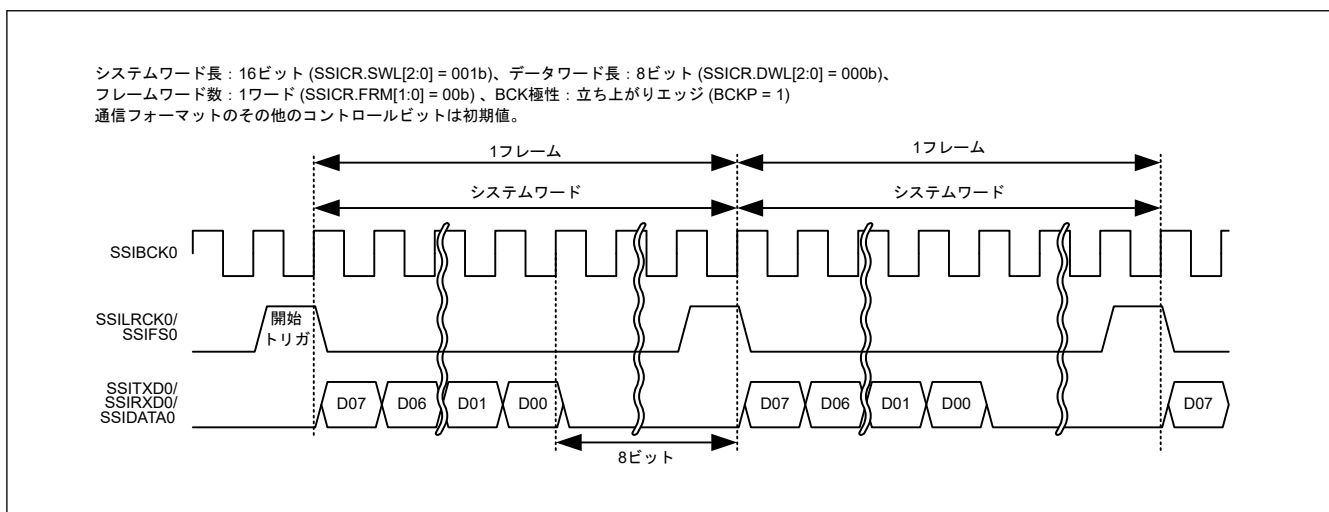 システムワード長：16ビット (SSICR.SWL[2:0] = 001b)、データワード長：8ビット (SSICR.DWL[2:0] = 000b)、
フレームワード数：1ワード (SSICR.FRM[1:0] = 00b) 、BCK極性：立ち上がりエッジ (BCKP = 1)
通信フォーマットのその他のコントロールビットは初期値。
1フレーム 1フレーム
システムワード システムワード
SSIBCK0
SSILRCK0/
SSIFS0
開始
トリガ
SSITXD0/
SSIRXD0/
SSIDATA0
D07 D06 D01 D00 D07 D06 D01 D00 D07
8ビット